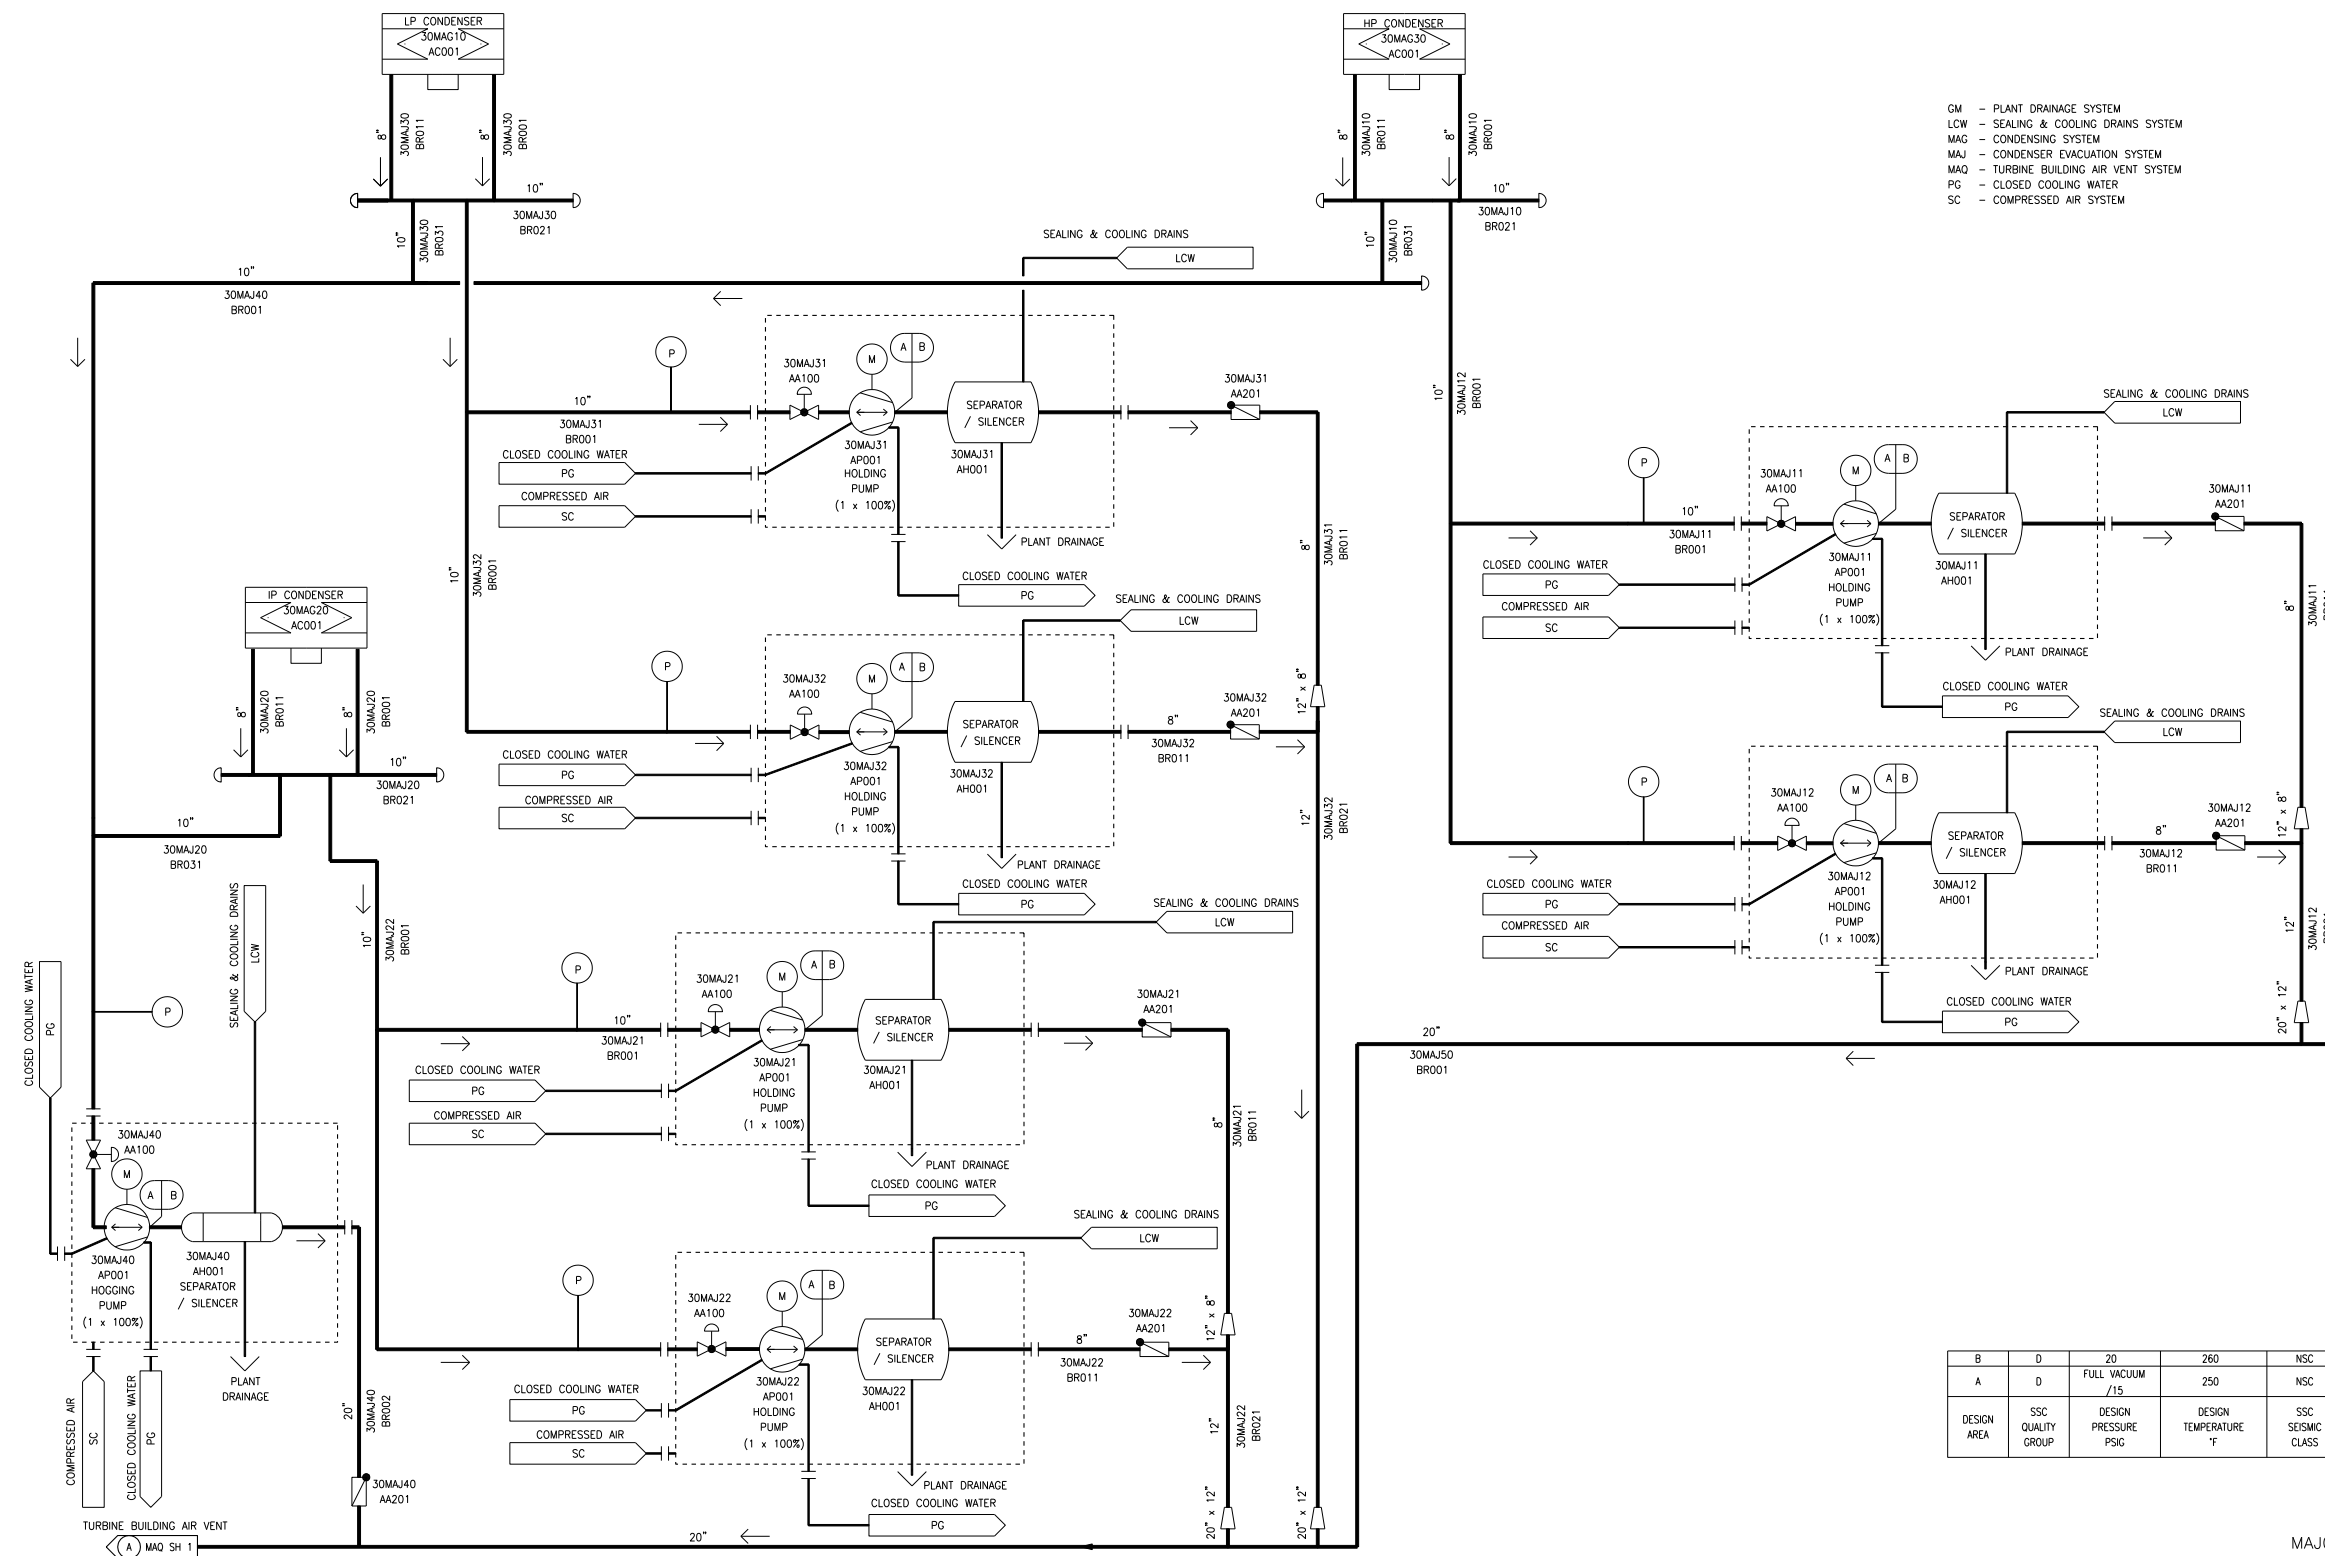 LP CONDENSER
30MAG10
AC001
8"
30MAJ30
BR011
8"
30MAJ30
BR001
10"
30MAJ30
BR021
10"
30MAJ30
BR031
HP CONDENSER
30MAG30
AC001
8"
30MAJ10
BR011
8"
30MAJ10
BR001
10"
30MAJ10
BR021
10"
30MAJ10
BR031
GM - PLANT DRAINAGE SYSTEM
LCW - SEALING & COOLING DRAINS SYSTEM
MAG - CONDENSING SYSTEM
MAJ - CONDENSER EVACUATION SYSTEM
MAQ - TURBINE BUILDING AIR VENT SYSTEM
PG - CLOSED COOLING WATER
SC - COMPRESSED AIR SYSTEM
10"
30MAJ40
BR001
SEALING & COOLING DRAINS
LCW
P
30MAJ31
AA100
M
A B
10"
30MAJ31
BR001
SEPARATOR
/ SILENCER
30MAJ31
AH001
30MAJ31
AP001
HOLDING
PUMP
(1 x 100%)
30MAJ31
AA201
CLOSED COOLING WATER
PG
COMPRESSED AIR
SC
PLANT DRAINAGE
CLOSED COOLING WATER
PG
8"
30MAJ31
BR011
10"
30MAJ32
BR001
SEALING & COOLING DRAINS
LCW
P
30MAJ32
AA100
M
A B
SEPARATOR
/ SILENCER
30MAJ32
AH001
30MAJ32
AP001
HOLDING
PUMP
(1 x 100%)
8"
30MAJ32
BR011
30MAJ32
AA201
12" x 8"
CLOSED COOLING WATER
PG
COMPRESSED AIR
SC
PLANT DRAINAGE
CLOSED COOLING WATER
PG
12"
30MAJ32
BR021
10"
30MAJ12
BR001
SEALING & COOLING DRAINS
LCW
P
30MAJ11
AA100
M
A B
10"
30MAJ11
BR001
SEPARATOR
/ SILENCER
30MAJ11
AH001
30MAJ11
AP001
HOLDING
PUMP
(1 x 100%)
30MAJ11
AA201
CLOSED COOLING WATER
PG
COMPRESSED AIR
SC
PLANT DRAINAGE
CLOSED COOLING WATER
PG
8"
30MAJ11
SEALING & COOLING DRAINS
LCW
P
30MAJ12
AA100
M
A B
SEPARATOR
/ SILENCER
30MAJ12
AH001
30MAJ12
AP001
HOLDING
PUMP
(1 x 100%)
8"
30MAJ12
BR011
30MAJ12
AA201
12" x 8"
CLOSED COOLING WATER
PG
COMPRESSED AIR
SC
PLANT DRAINAGE
CLOSED COOLING WATER
PG
12"
30MAJ12
20" x 12"
20"
30MAJ50
BR001
IP CONDENSER
30MAG20
AC001
8"
30MAJ20
BR011
8"
30MAJ20
BR001
10"
30MAJ20
BR021
10"
30MAJ20
BR031
10"
30MAJ22
BR001
SEALING & COOLING DRAINS
LCW
P
30MAJ21
AA100
M
A B
10"
30MAJ21
BR001
SEPARATOR
/ SILENCER
30MAJ21
AH001
30MAJ21
AP001
HOLDING
PUMP
(1 x 100%)
30MAJ21
AA201
CLOSED COOLING WATER
PG
COMPRESSED AIR
SC
PLANT DRAINAGE
CLOSED COOLING WATER
PG
8"
30MAJ21
BR011
SEALING & COOLING DRAINS
LCW
P
30MAJ22
AA100
M
A B
SEPARATOR
/ SILENCER
30MAJ22
AH001
30MAJ22
AP001
HOLDING
PUMP
(1 x 100%)
8"
30MAJ22
BR011
30MAJ22
AA201
12" x 8"
CLOSED COOLING WATER
PG
COMPRESSED AIR
SC
PLANT DRAINAGE
CLOSED COOLING WATER
PG
12"
30MAJ22
BR021
20" x 12"
20" x 12"
CLOSED COOLING WATER
PG
SEALING & COOLING DRAINS
LCW
P
30MAJ40
AA100
M
A B
30MAJ40
AP001
HOGGING
PUMP
(1 x 100%)
30MAJ40
AH001
SEPARATOR
/ SILENCER
PLANT
DRAINAGE
COMPRESSED AIR
SC
CLOSED COOLING WATER
PG
20"
30MAJ40
BR002
30MAJ40
AA201
TURBINE BUILDING AIR VENT
A MAQ SH 1
20"
B D 20 260 NSC
A D FULL VACUUM /15 250 NSC
DESIGN AREA SSC QUALITY GROUP DESIGN PRESSURE PSIG DESIGN TEMPERATURE °F SSC SEISMIC CLASS